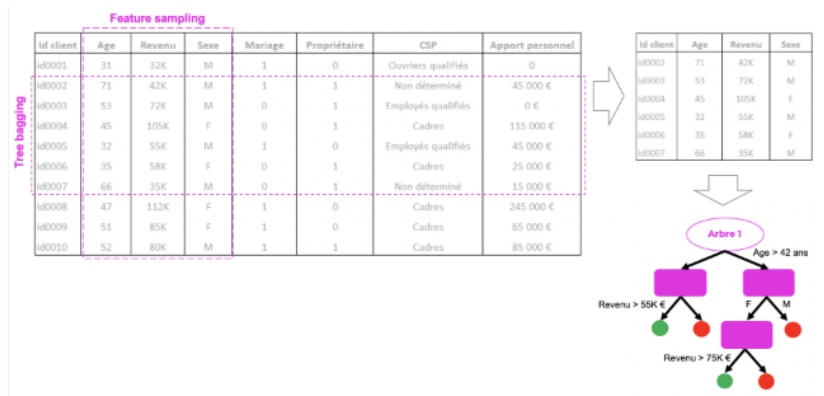 Feature sampling
Id client Age Revenu Sexe Mariage Propriétaire CSP Apport personnel
id0001 31 32K M 1 0 Ouvriers qualifiés 0
id0002 71 42K M 1 1 Non déterminé 45 000 €
id0003 53 72K M 0 1 Employés qualifiés 0 €
id0004 45 105K F 0 1 Cadres 115 000 €
id0005 32 55K M 1 0 Employés qualifiés 45 000 €
id0006 35 58K F 0 1 Cadres 25 000 €
id0007 66 35K M 0 1 Non déterminé 15 000 €
id0008 47 112K F 1 0 Cadres 245 000 €
id0009 51 85K F 1 0 Cadres 65 000 €
id0010 52 80K M 1 1 Cadres 85 000 €
Tree bagging
Id client Age Revenu Sexe
id0002 71 42K M
id0003 53 72K M
id0004 45 105K F
id0005 32 55K M
id0006 35 58K F
id0007 66 35K M
Arbre 1
Age > 42 ans
Revenu > 55K €
F M
Revenu > 75K €